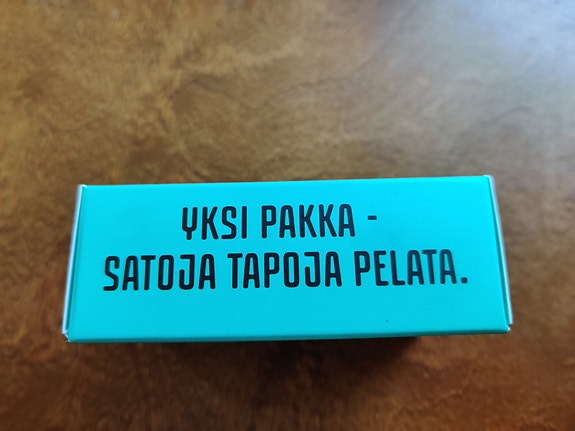 YKSI PAKKA -
SATOJA TAPOJA PELATA.